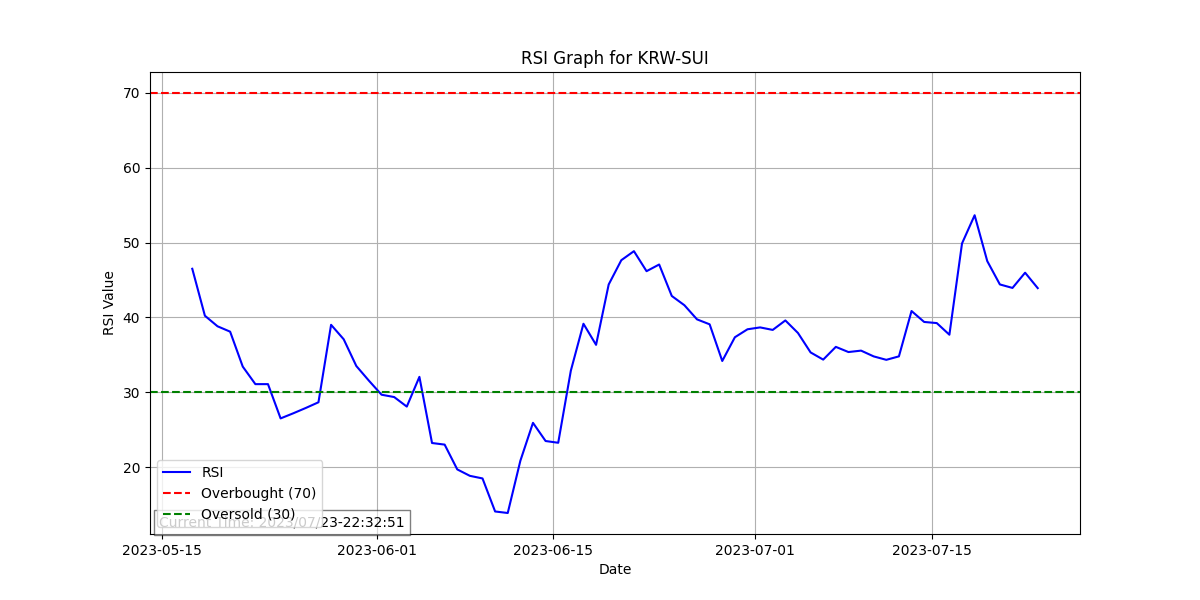 RSI Graph for KRW-SUI
RSI Value
70
60
50
40
30
20
RSI
Overbought (70)
Oversold (30)
Current Time: 2023/07/23-22:32:51
2023-05-15
2023-06-01
2023-06-15
2023-07-01
2023-07-15
Date